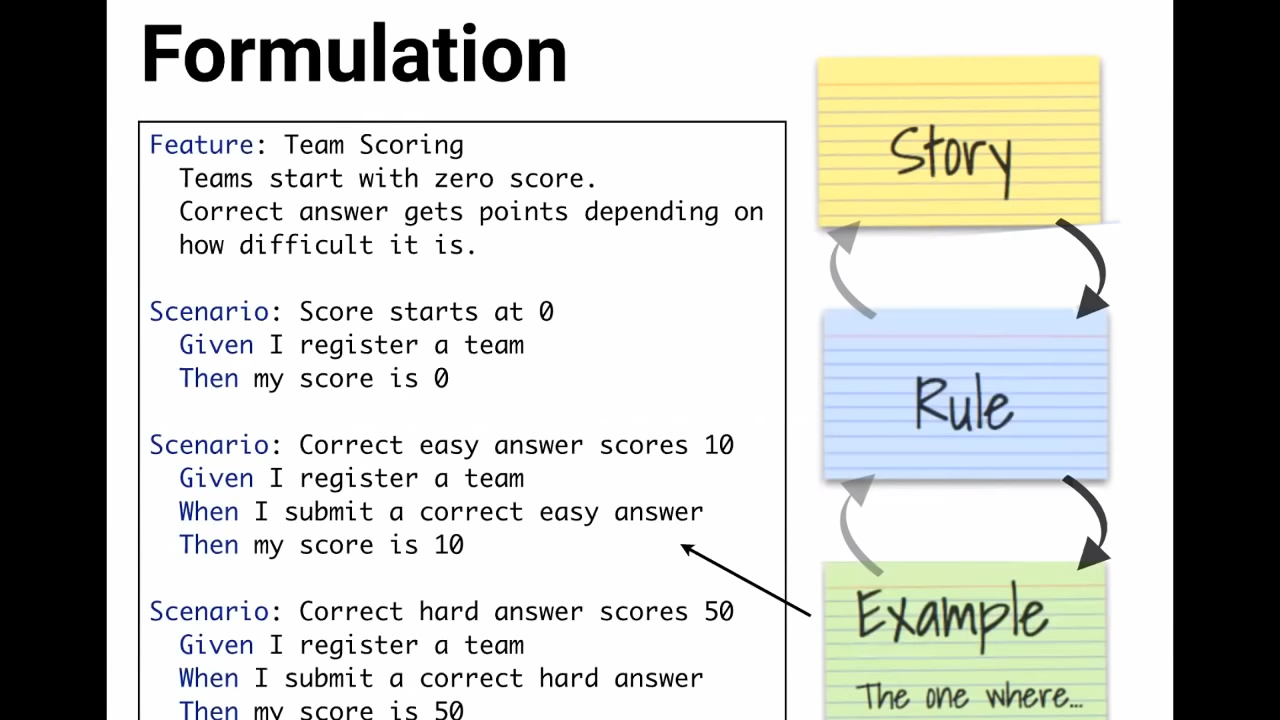 Formulation
Feature: Team Scoring
Teams start with zero score.
Correct answer gets points depending on
how difficult it is.
Scenario: Score starts at 0
Given I register a team
Then my score is 0
Scenario: Correct easy answer scores 10
Given I register a team
When I submit a correct easy answer
Then my score is 10
Scenario: Correct hard answer scores 50
Given I register a team
When I submit a correct hard answer
Then my score is 50
Story
Rule
Example
The one where...